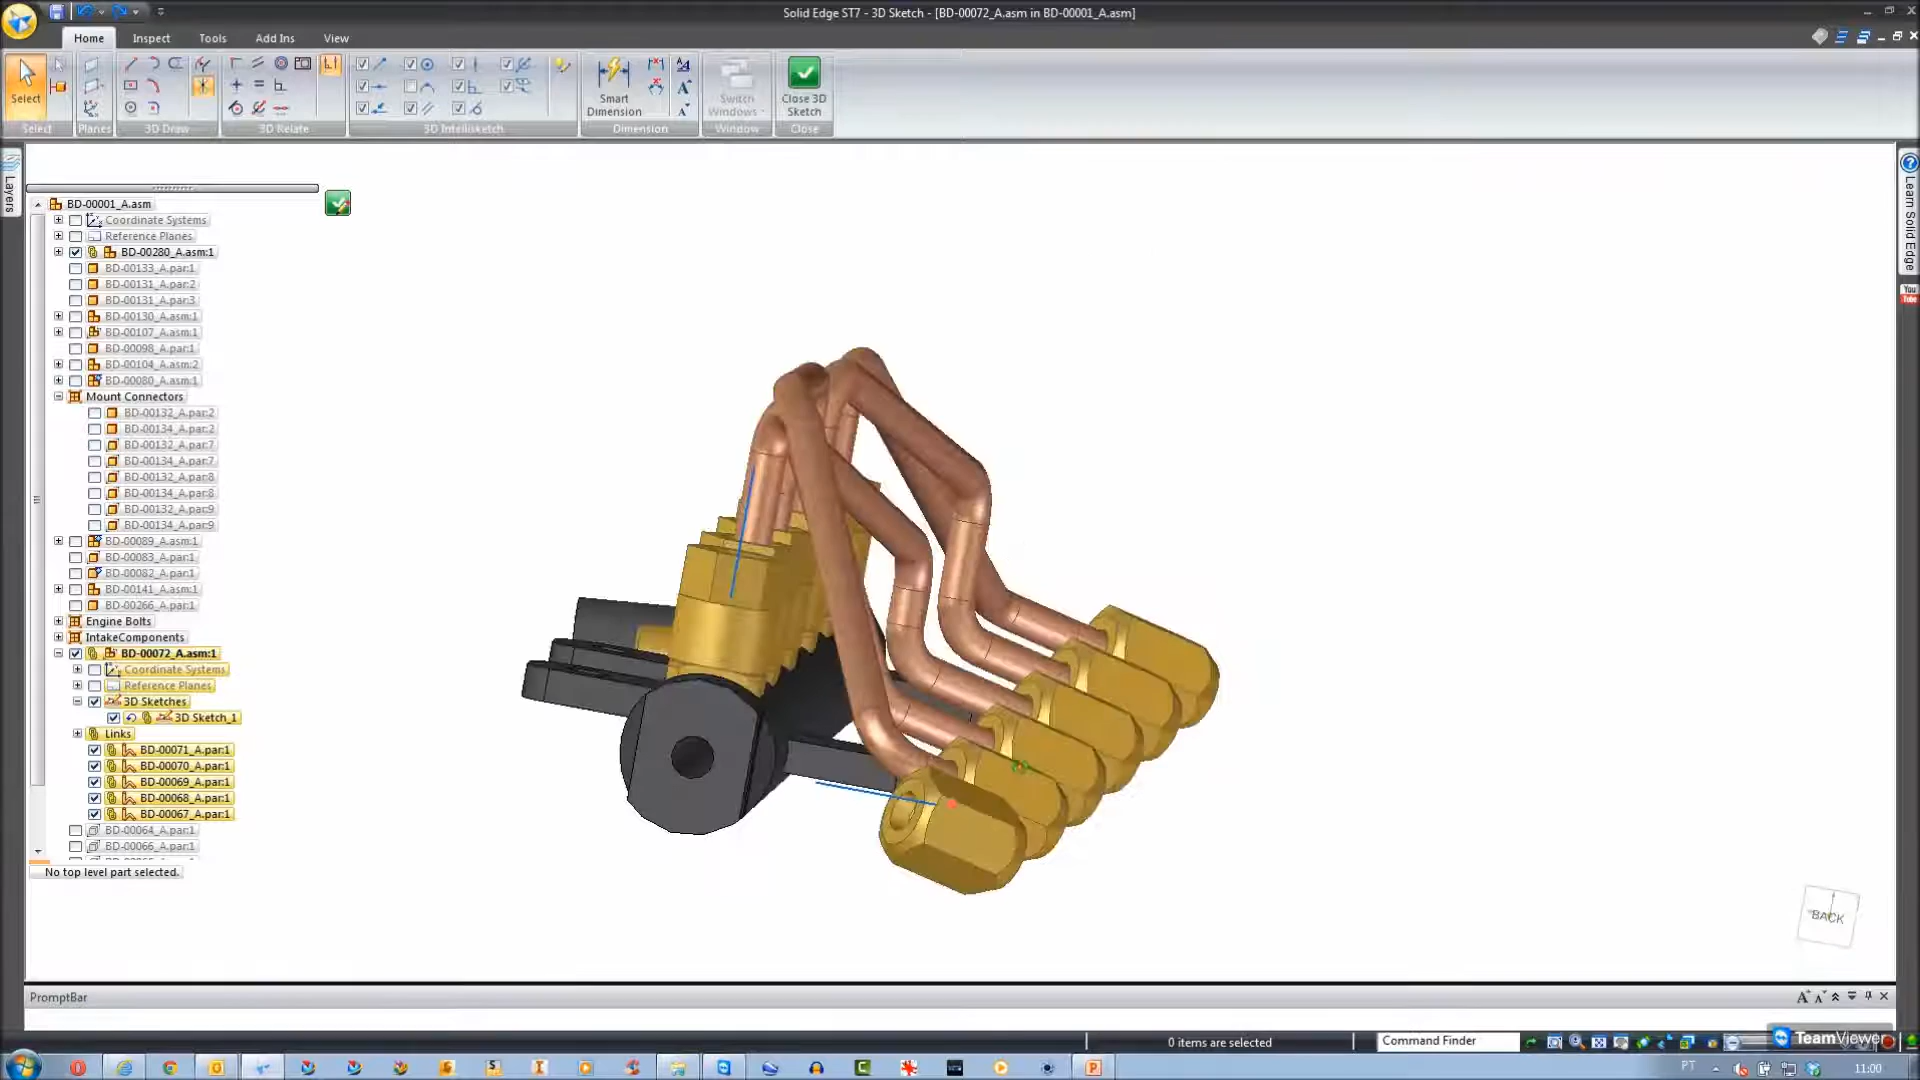 Solid Edge ST7 - 3D Sketch - [BD-00072_A.asm in BD-00001_A.asm]
Home
Inspect
Tools
Add Ins
View
Select
Smart Dimension
Switch Windows
Close 3D Sketch
Select
Planes
3D Draw
3D Relate
3D Intellisketch
Dimension
Window
Close
Layers
Learn Solid Edge
You Tube
BD-00001_A.asm
Coordinate Systems
Reference Planes
BD-00280_A.asm:1
BD-00133_A.par:1
BD-00131_A.par:2
BD-00131_A.par:3
BD-00130_A.asm:1
BD-00107_A.asm:1
BD-00098_A.par:1
BD-00104_A.asm:2
BD-00080_A.asm:1
Mount Connectors
BD-00132_A.par:2
BD-00134_A.par:2
BD-00132_A.par:7
BD-00134_A.par:7
BD-00132_A.par:8
BD-00134_A.par:8
BD-00132_A.par:9
BD-00134_A.par:9
BD-00089_A.asm:1
BD-00083_A.par:1
BD-00082_A.par:1
BD-00141_A.asm:1
BD-00266_A.par:1
Engine Bolts
IntakeComponents
BD-00072_A.asm:1
Coordinate Systems
Reference Planes
3D Sketches
3D Sketch_1
Links
BD-00071_A.par:1
BD-00070_A.par:1
BD-00069_A.par:1
BD-00068_A.par:1
BD-00067_A.par:1
BD-00064_A.par:1
BD-00066_A.par:1
No top level part selected.
BACK
PromptBar
0 items are selected
Command Finder
TeamViewer
PT
11:00